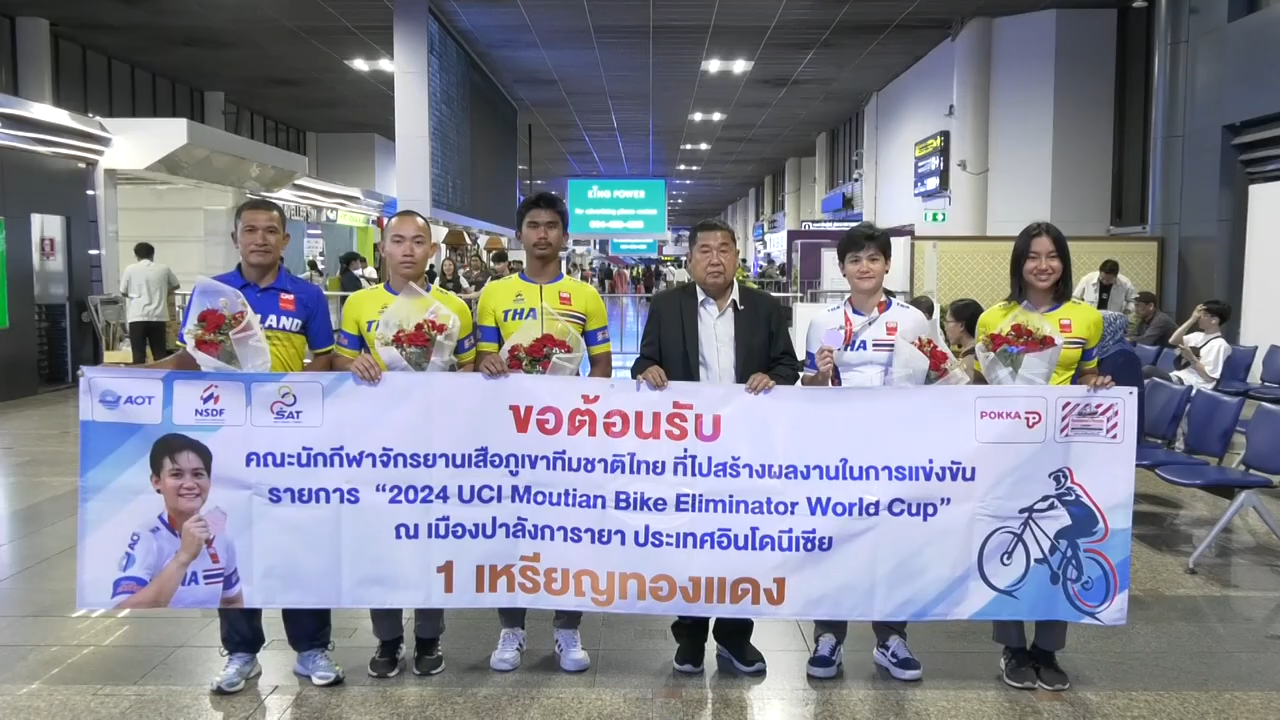 KING POWER
THA
THA
THA
LAND
AOT
NSDF
SAT
POKKA
ขอต้อนรับ
คณะนักกีฬาจักรยานเสือภูเขาทีมชาติไทย ที่ไปสร้างผลงานในการแข่งขัน
รายการ “2024 UCI Moutian Bike Eliminator World Cup”
ณ เมืองปาลังการายา ประเทศอินโดนีเซีย
1 เหรียญทองแดง
AOT
THA